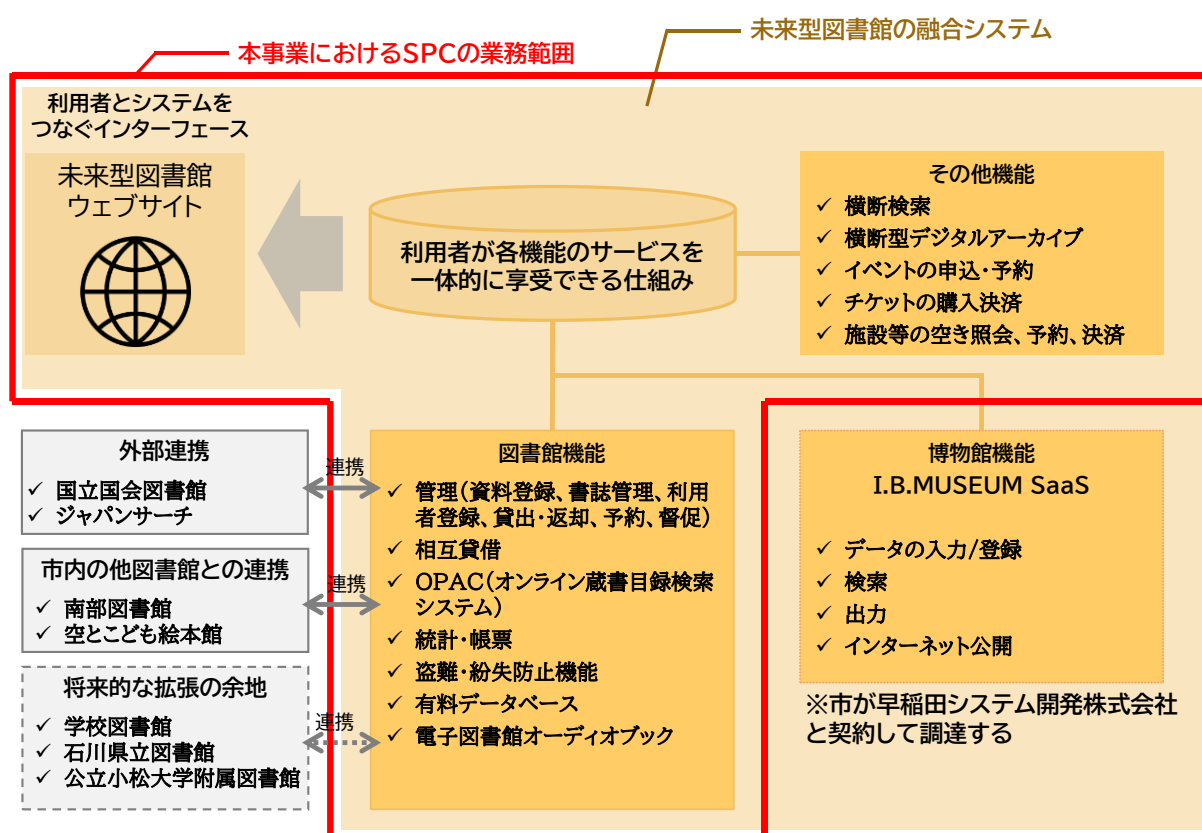 未来型図書館の融合システム
本事業におけるSPCの業務範囲
利用者とシステムを
つなぐインターフェース
未来型図書館
ウェブサイト
利用者が各機能のサービスを
一体的に享受できる仕組み
その他機能
✓ 横断検索
✓ 横断型デジタルアーカイブ
✓ イベントの申込・予約
✓ チケットの購入決済
✓ 施設等の空き照会、予約、決済
外部連携
✓ 国立国会図書館
✓ ジャパンサーチ
連携
市内の他図書館との連携
✓ 南部図書館
✓ 空とこども絵本館
連携
将来的な拡張の余地
✓ 学校図書館
✓ 石川県立図書館
✓ 公立小松大学附属図書館
連携
図書館機能
✓ 管理(資料登録、書誌管理、利用
者登録、貸出・返却、予約、督促)
✓ 相互貸借
✓ OPAC(オンライン蔵書目録検索
システム)
✓ 統計・帳票
✓ 盗難・紛失防止機能
✓ 有料データベース
✓ 電子図書館オーディオブック
博物館機能
I.B.MUSEUM SaaS
✓ データの入力/登録
✓ 検索
✓ 出力
✓ インターネット公開
※市が早稲田システム開発株式会社
と契約して調達する